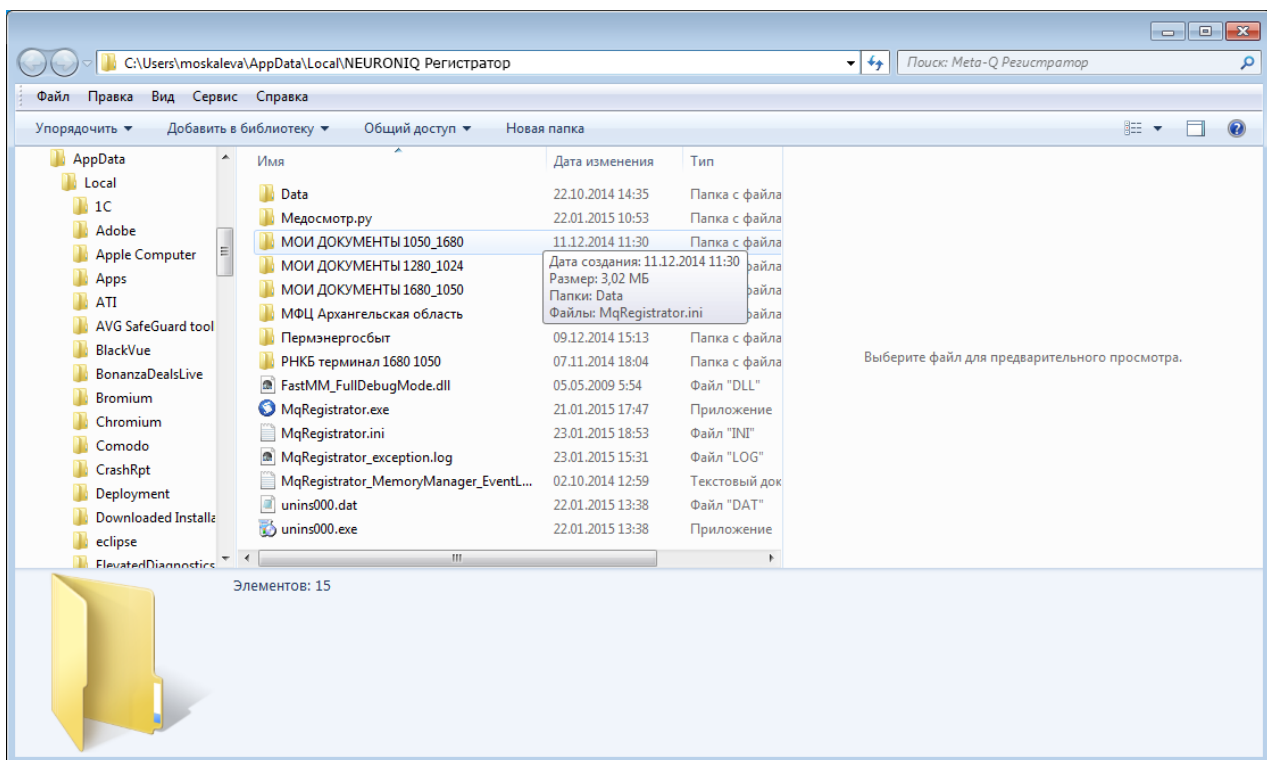 C:\Users\moskaleva\AppData\Local\NEURONIQ Регистратор
Поиск: Meta-Q Регистратор
Файл Правка Вид Сервис Справка
Упорядочить Добавить в библиотеку Общий доступ Новая папка
AppData
Local
1C
Adobe
Apple Computer
Apps
ATI
AVG SafeGuard tool
BlackVue
BonanzaDealsLive
Bromium
Chromium
Comodo
CrashRpt
Deployment
Downloaded Installa
eclipse
ElevatedDiagnostics
Имя Дата изменения Тип
Data 22.10.2014 14:35 Папка с файла
Медосмотр.ру 22.01.2015 10:53 Папка с файла
МОИ ДОКУМЕНТЫ 1050_1680 11.12.2014 11:30 Папка с файла
МОИ ДОКУМЕНТЫ 1280_1024 файла
МОИ ДОКУМЕНТЫ 1680_1050 файла
МФЦ Архангельская область файла
Пермэнергосбыт 09.12.2014 15:13 Папка с файла
РНКБ терминал 1680 1050 07.11.2014 18:04 Папка с файла
FastMM_FullDebugMode.dll 05.05.2009 5:54 Файл "DLL"
MqRegistrator.exe 21.01.2015 17:47 Приложение
MqRegistrator.ini 23.01.2015 18:53 Файл "INI"
MqRegistrator_exception.log 23.01.2015 15:31 Файл "LOG"
MqRegistrator_MemoryManager_EventL... 02.10.2014 12:59 Текстовый док
unins000.dat 22.01.2015 13:38 Файл "DAT"
unins000.exe 22.01.2015 13:38 Приложение
Дата создания: 11.12.2014 11:30
Размер: 3,02 МБ
Папки: Data
Файлы: MqRegistrator.ini
Выберите файл для предварительного просмотра.
Элементов: 15